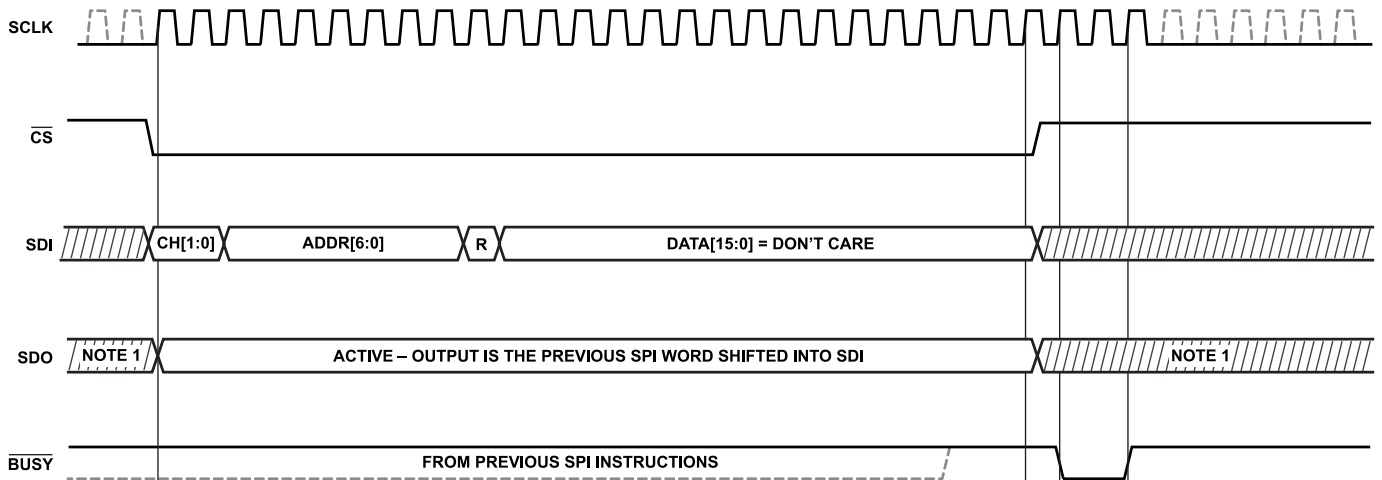 SCLK
CS
SDI
CH[1:0]
ADDR[6:0]
R
DATA[15:0] = DON'T CARE
SDO
NOTE 1
ACTIVE – OUTPUT IS THE PREVIOUS SPI WORD SHIFTED INTO SDI
NOTE 1
BUSY
FROM PREVIOUS SPI INSTRUCTIONS